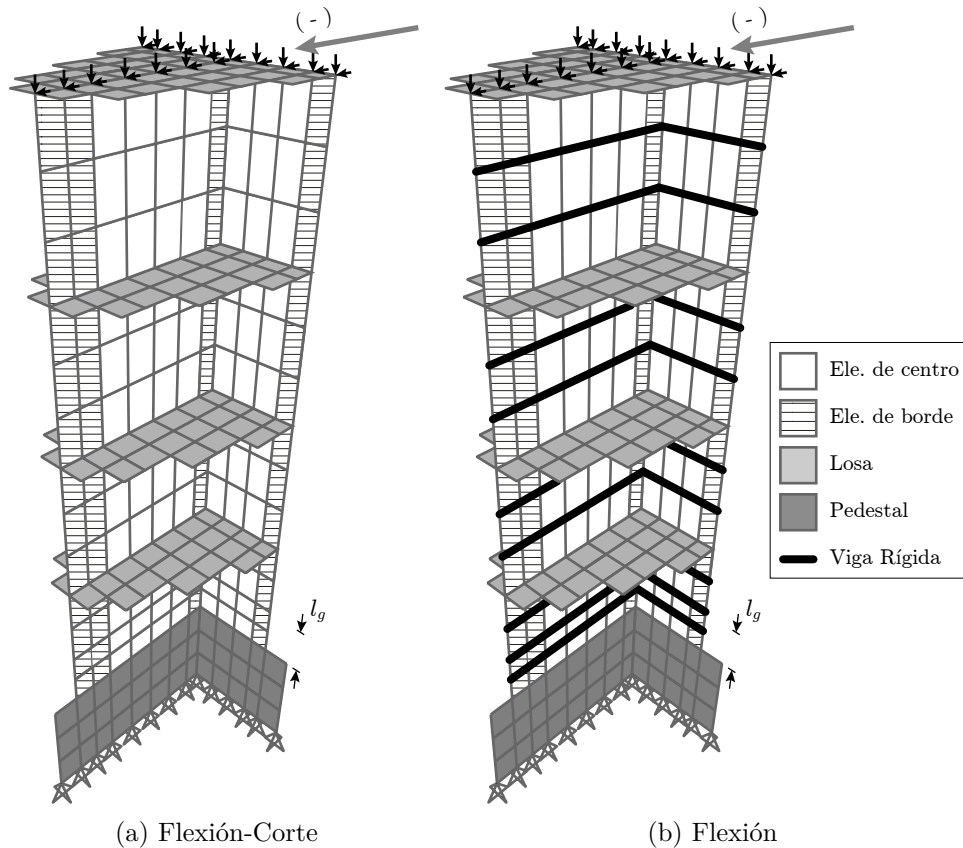 (-)
(-)
Ele. de centro
Ele. de borde
Losa
Pedestal
Viga Rígida
l_g
l_g
(a) Flexión-Corte
(b) Flexión